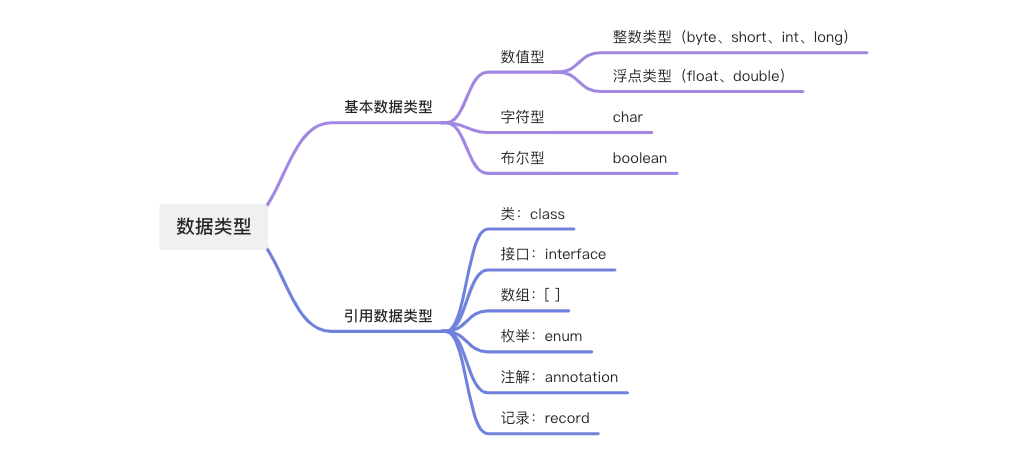 数据类型
基本数据类型
数值型
整数类型（byte、short、int、long）
浮点类型（float、double）
字符型 char
布尔型 boolean
引用数据类型
类：class
接口：interface
数组：[ ]
枚举：enum
注解：annotation
记录：record